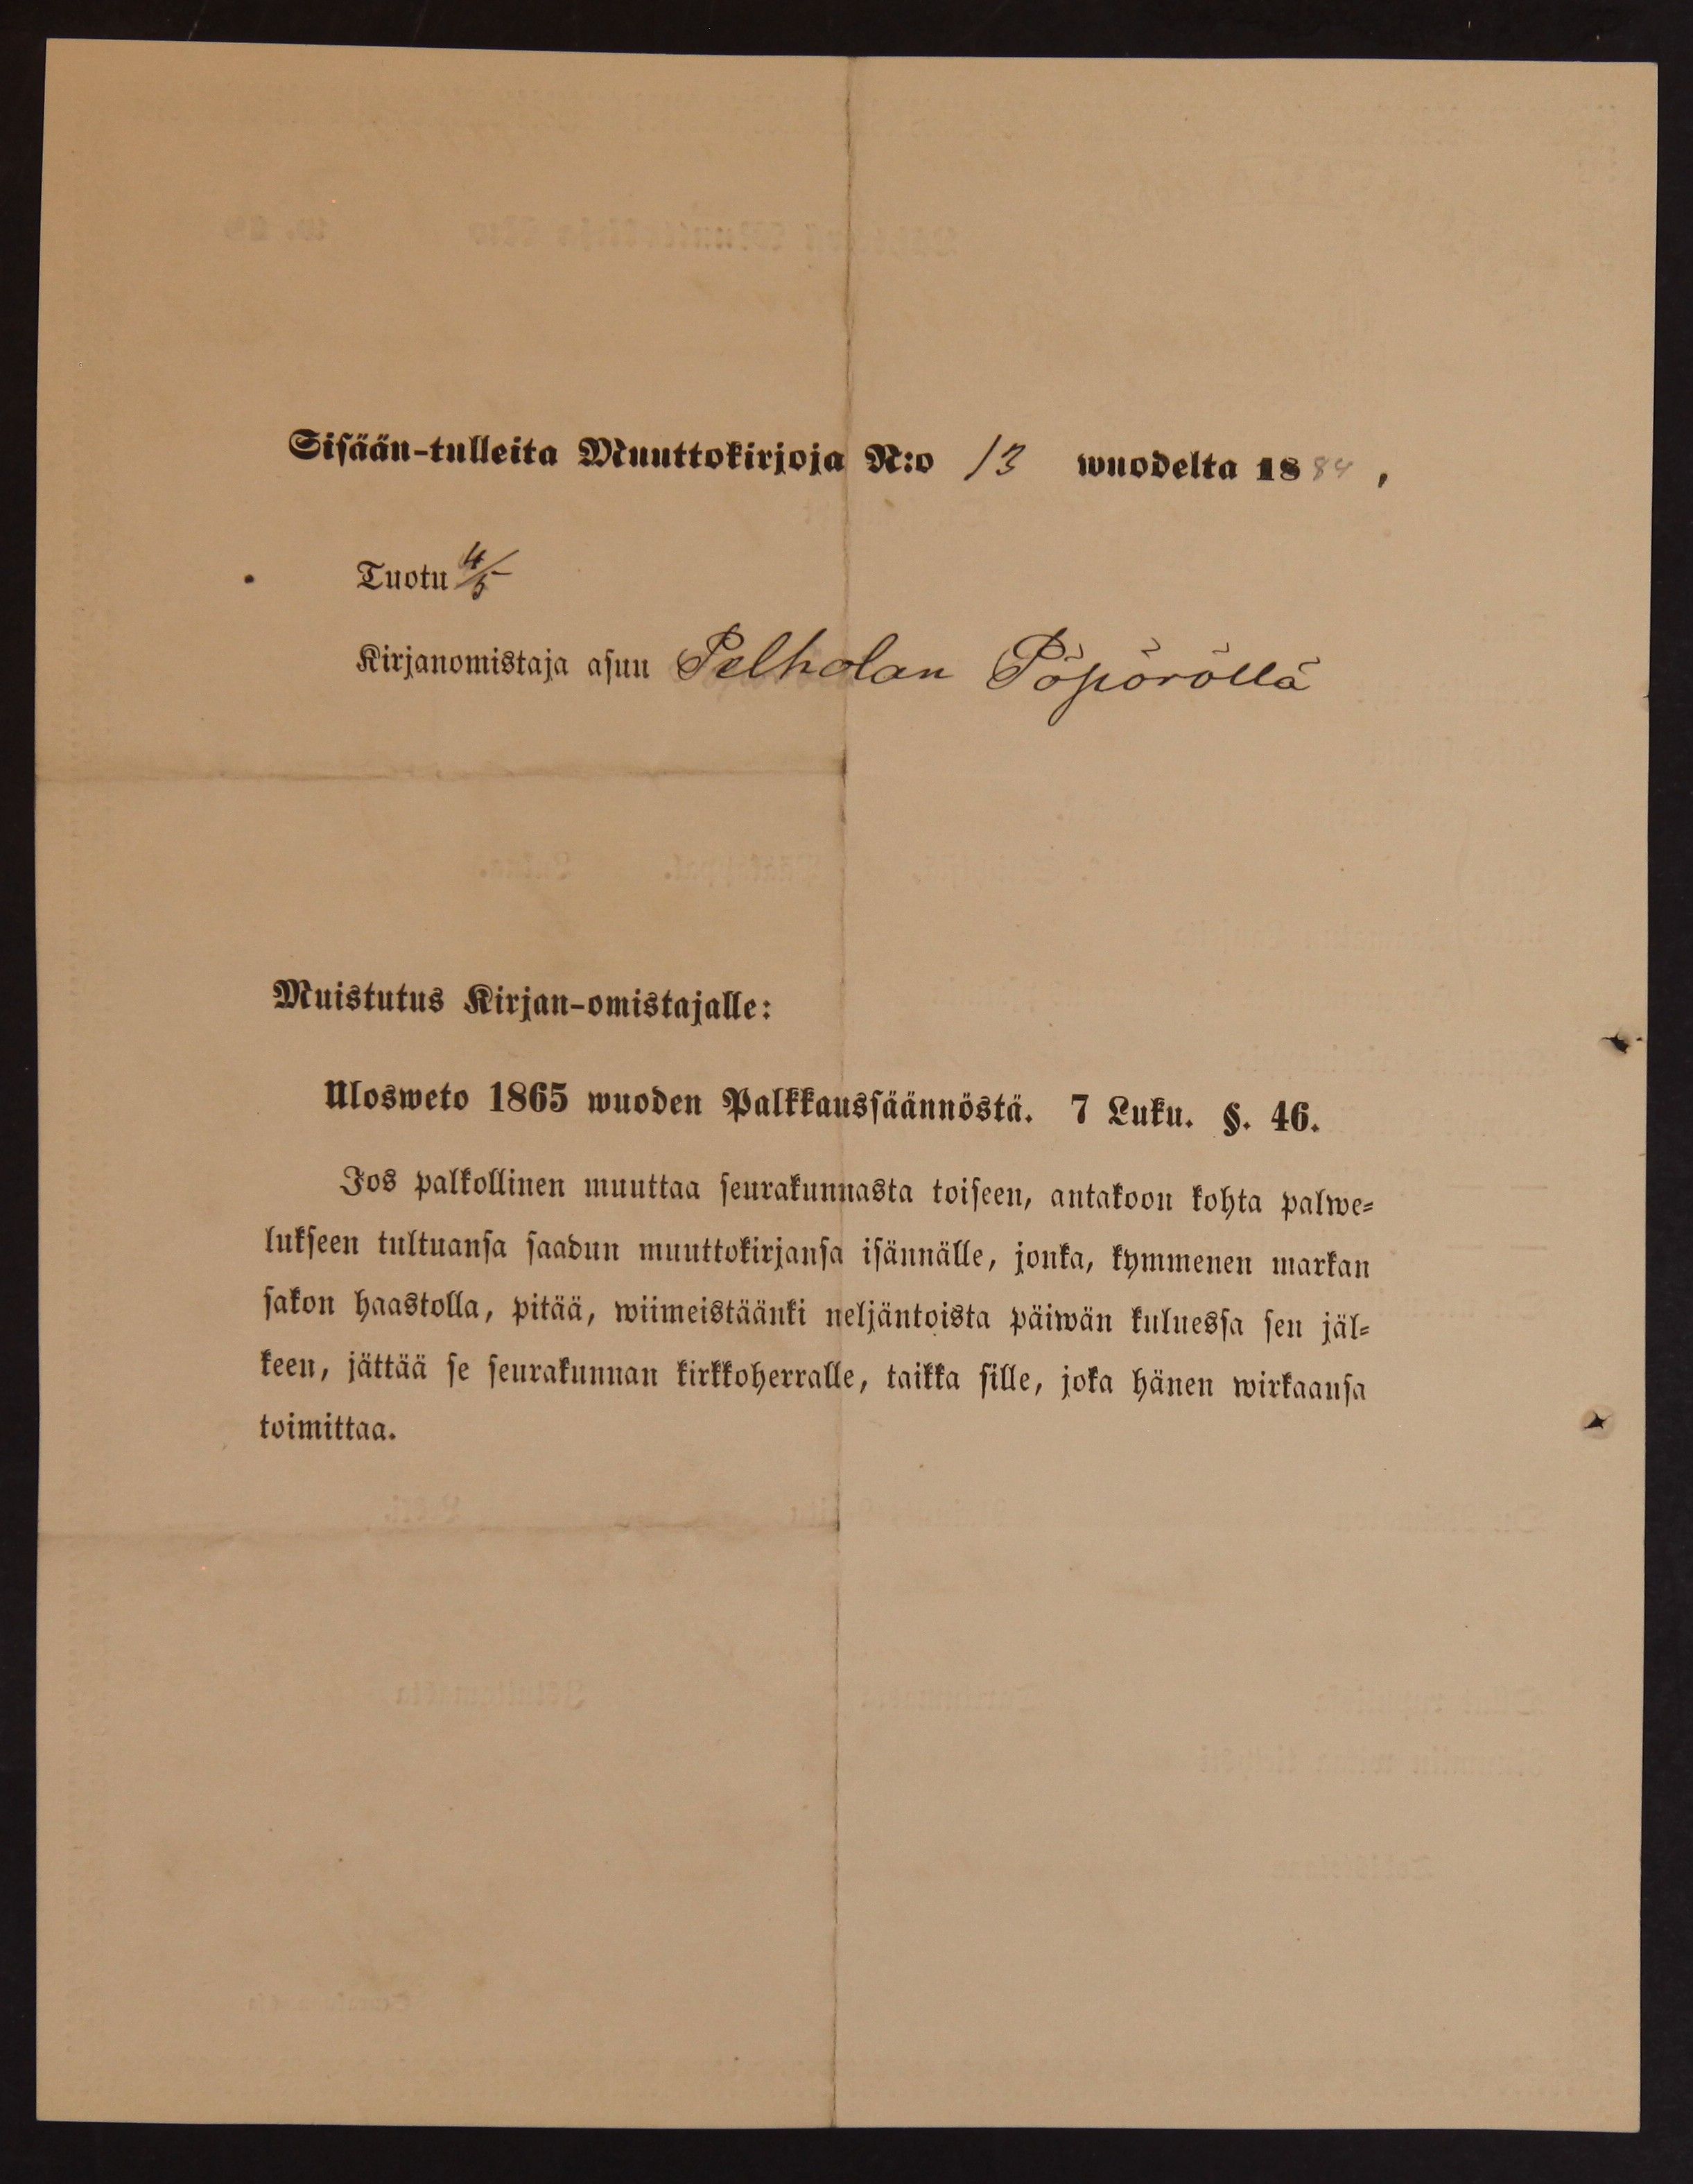 Sisään-tulleita Muuttokirjoja N:o 13 wuodelta 1884,
Tuotu 4/5
Kirjanomistaja asuu Pelholan Pöpöröllä
Muistutus Kirjan-omistajalle:
Ulosweto 1865 wuoden Palkkaussäännöstä. 7 Luku. §. 46.
Jos palkollinen muuttaa seurakunnasta toiseen, antakoon kohta palwe-
lukseen tultuansa saadun muuttokirjansa isännälle, jonka, kymmenen markan
sakon haastolla, pitää, wiimeistäänki neljäntoista päiwän kuluessa sen jäl-
keen, jättää se seurakunnan kirkkoherralle, taikka sille, joka hänen wirkaansa
toimittaa.